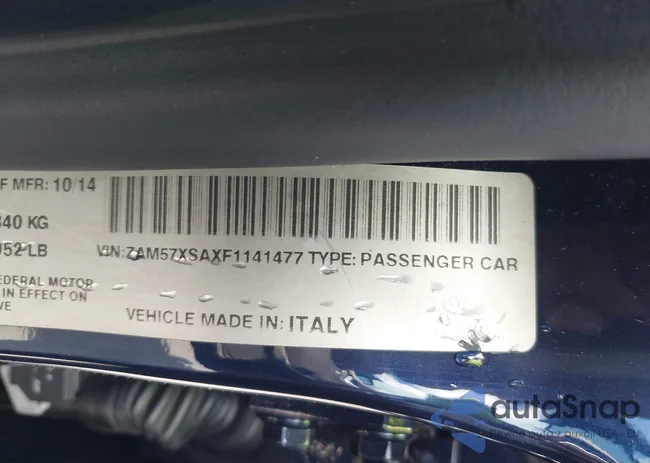 F MFR: 10/14
340 KG
052 LB
VIN:ZAM57XSAXF1141477 TYPE: PASSENGER CAR
EDERAL MOTOR
IN EFFECT ON
VE
VEHICLE MADE IN: ITALY
autoSnap